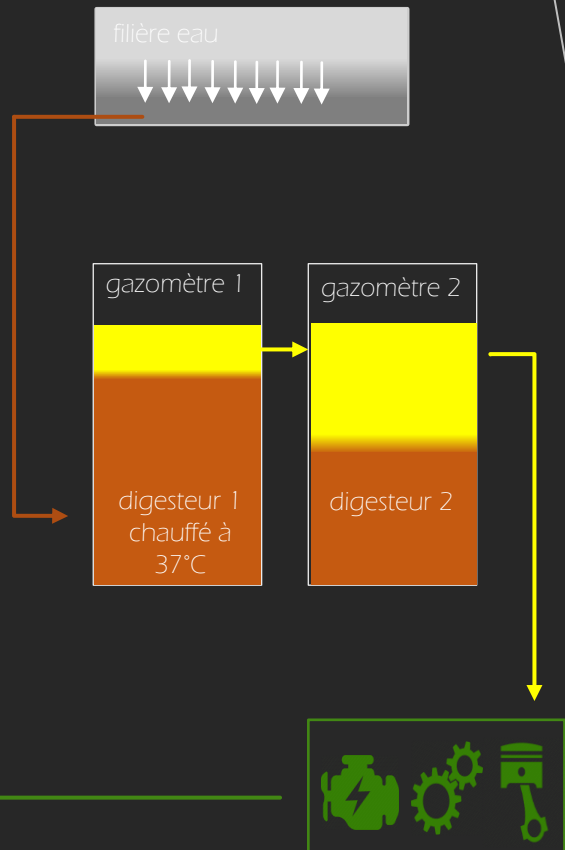 filière eau
gazomètre 1
gazomètre 2
digesteur 1
chauffé à
37°C
digesteur 2